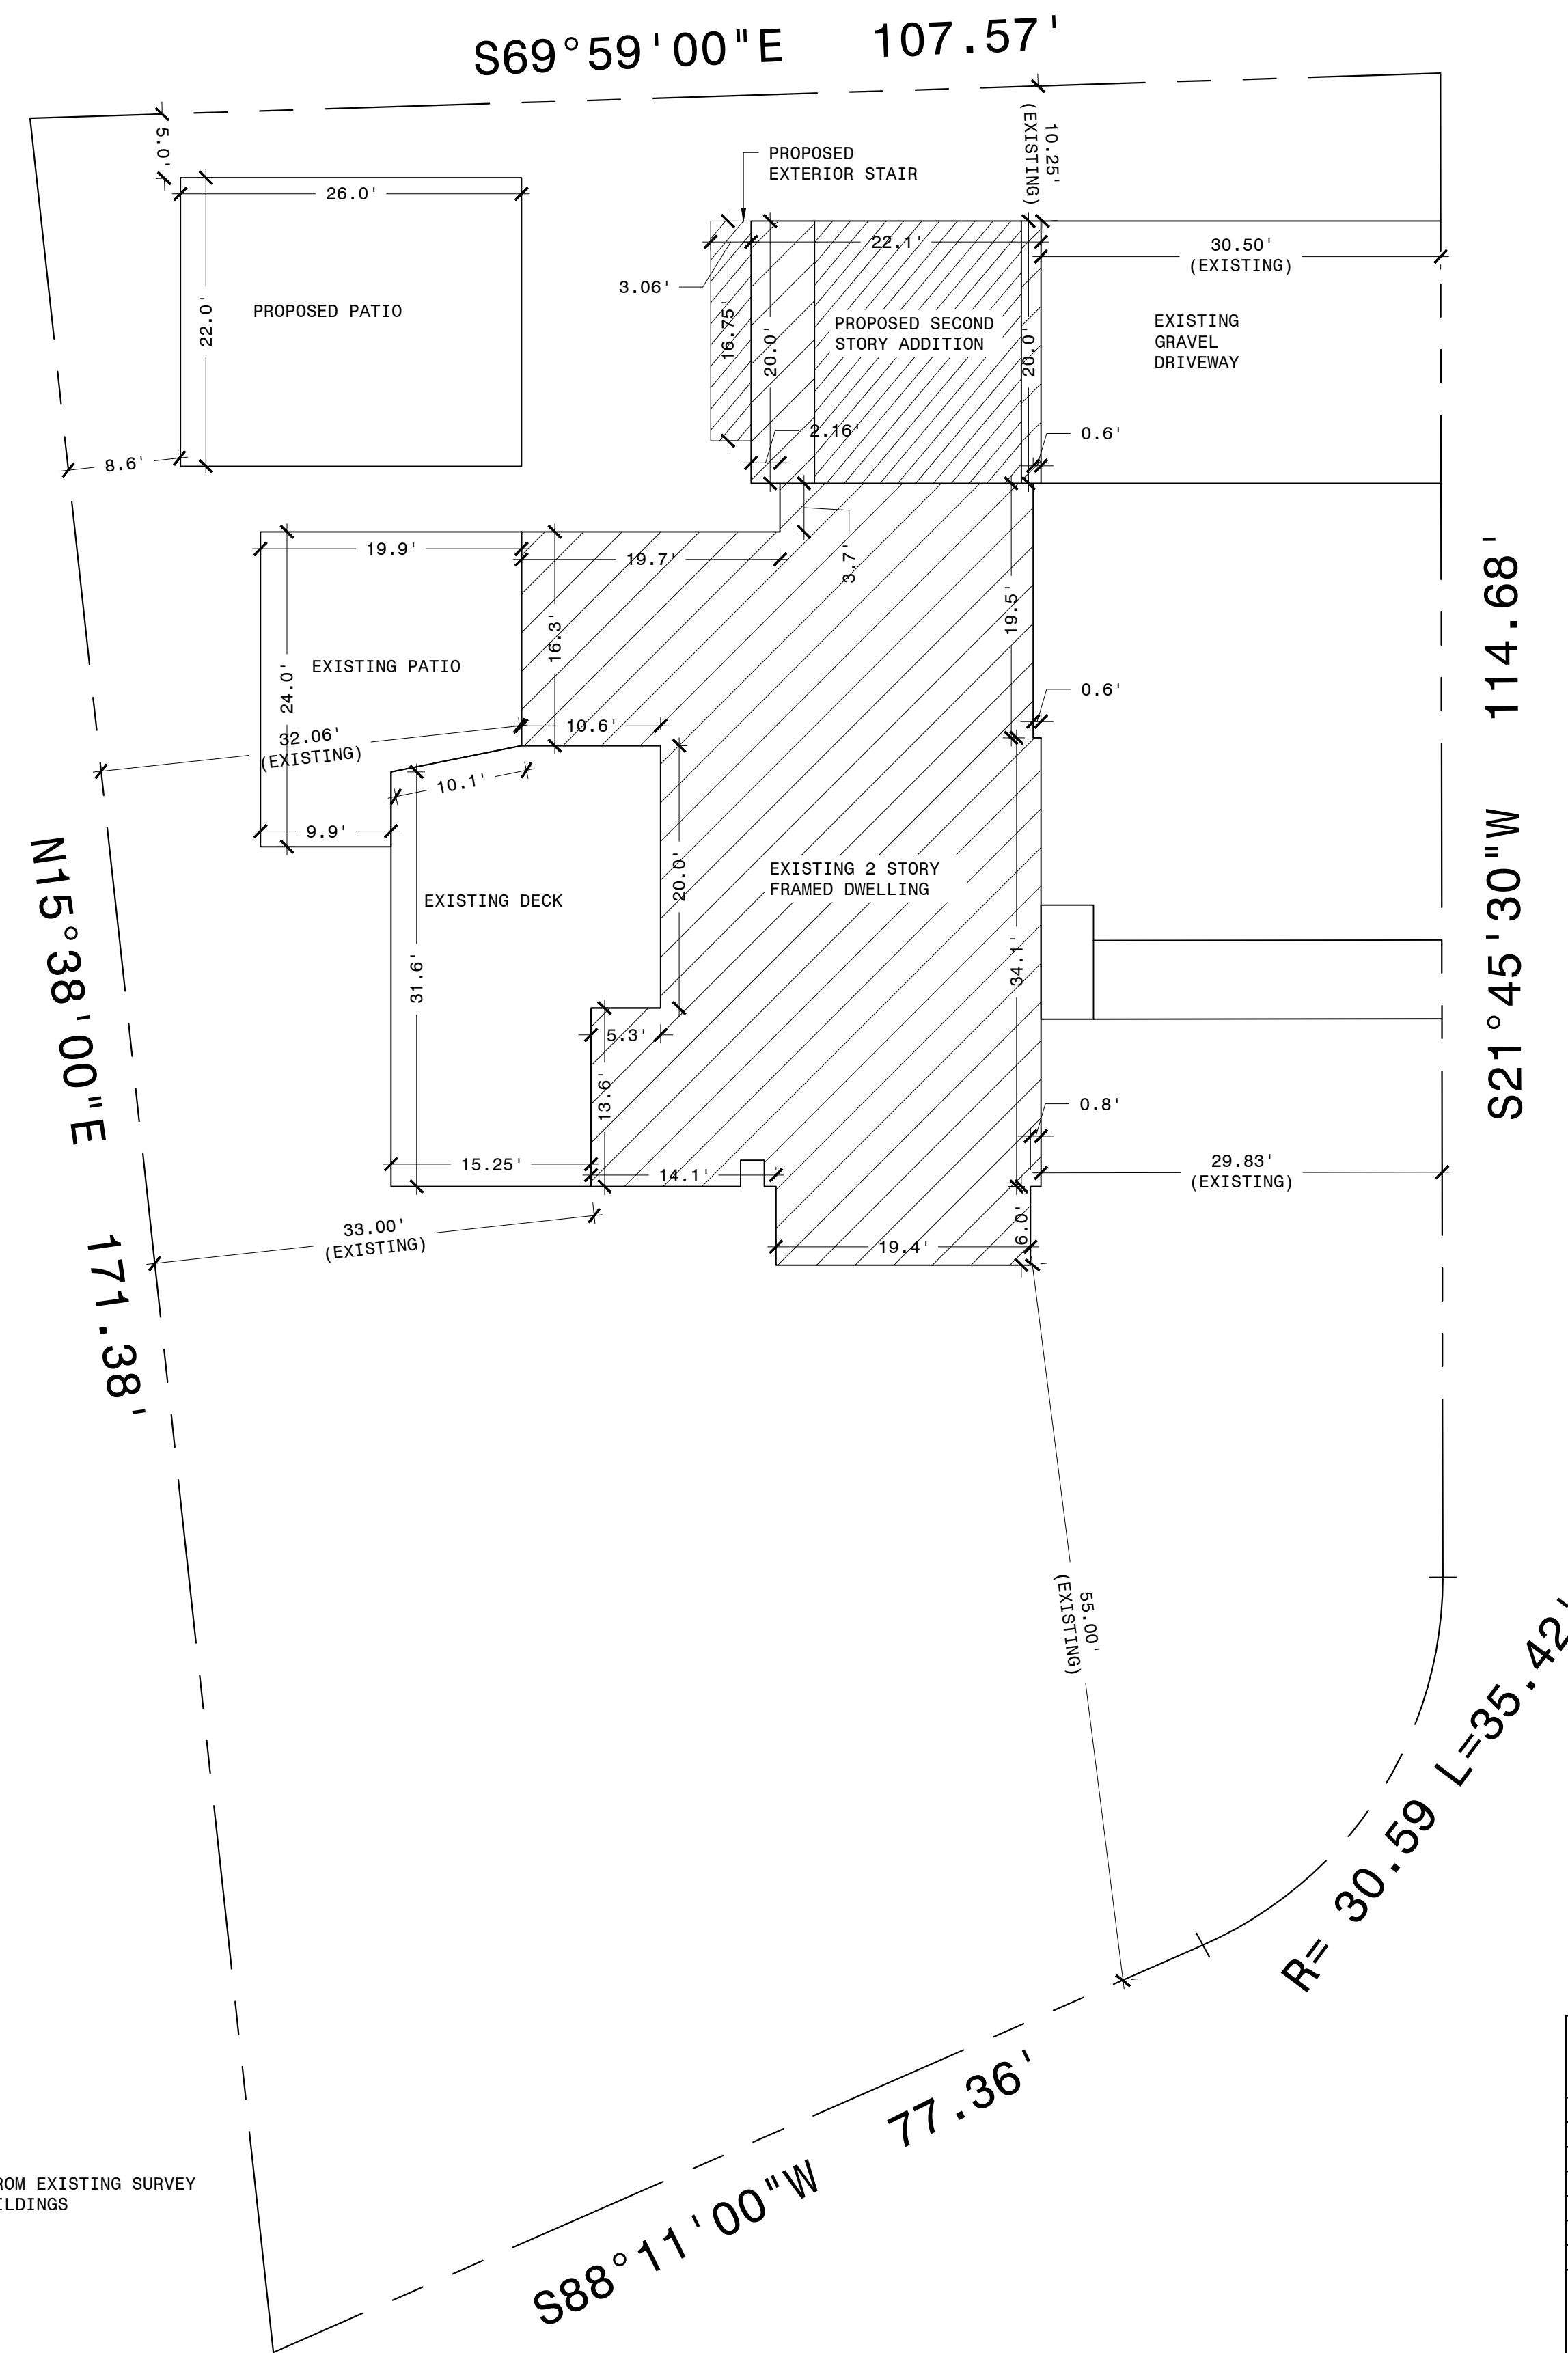 S69°59'00"E 107.57'
5.0'
10.25'
(EXISTING)
PROPOSED
EXTERIOR STAIR
26.0'
22.1'
30.50'
(EXISTING)
3.06'
22.0'
PROPOSED PATIO
16.75'
20.0'
PROPOSED SECOND
STORY ADDITION
20.0'
EXISTING
GRAVEL
DRIVEWAY
2.16'
0.6'
8.6'
19.9'
19.7'
3.7'
19.5'
16.3'
EXISTING PATIO
24.0'
0.6'
32.06'
(EXISTING)
10.6'
10.1'
9.9'
S21°45'30"W 114.68'
N15°38'00"E 171.38'
EXISTING 2 STORY
FRAMED DWELLING
20.0'
EXISTING DECK
31.6'
34.1'
5.3'
13.6'
0.8'
15.25'
14.1'
29.83'
(EXISTING)
33.00'
(EXISTING)
6.0'
19.4'
55.00'
(EXISTING)
R= 30.59 L=35.42'
77.36'
S88°11'00"W
EXISTING SURVEY